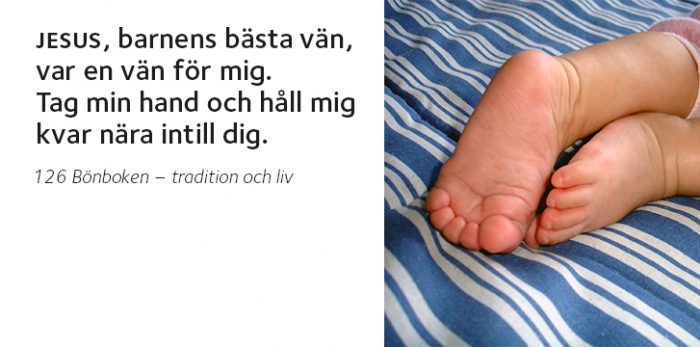 JESUS, barnens bästa vän,
var en vän för mig.
Tag min hand och håll mig
kvar nära intill dig.
126 Bönboken – tradition och liv